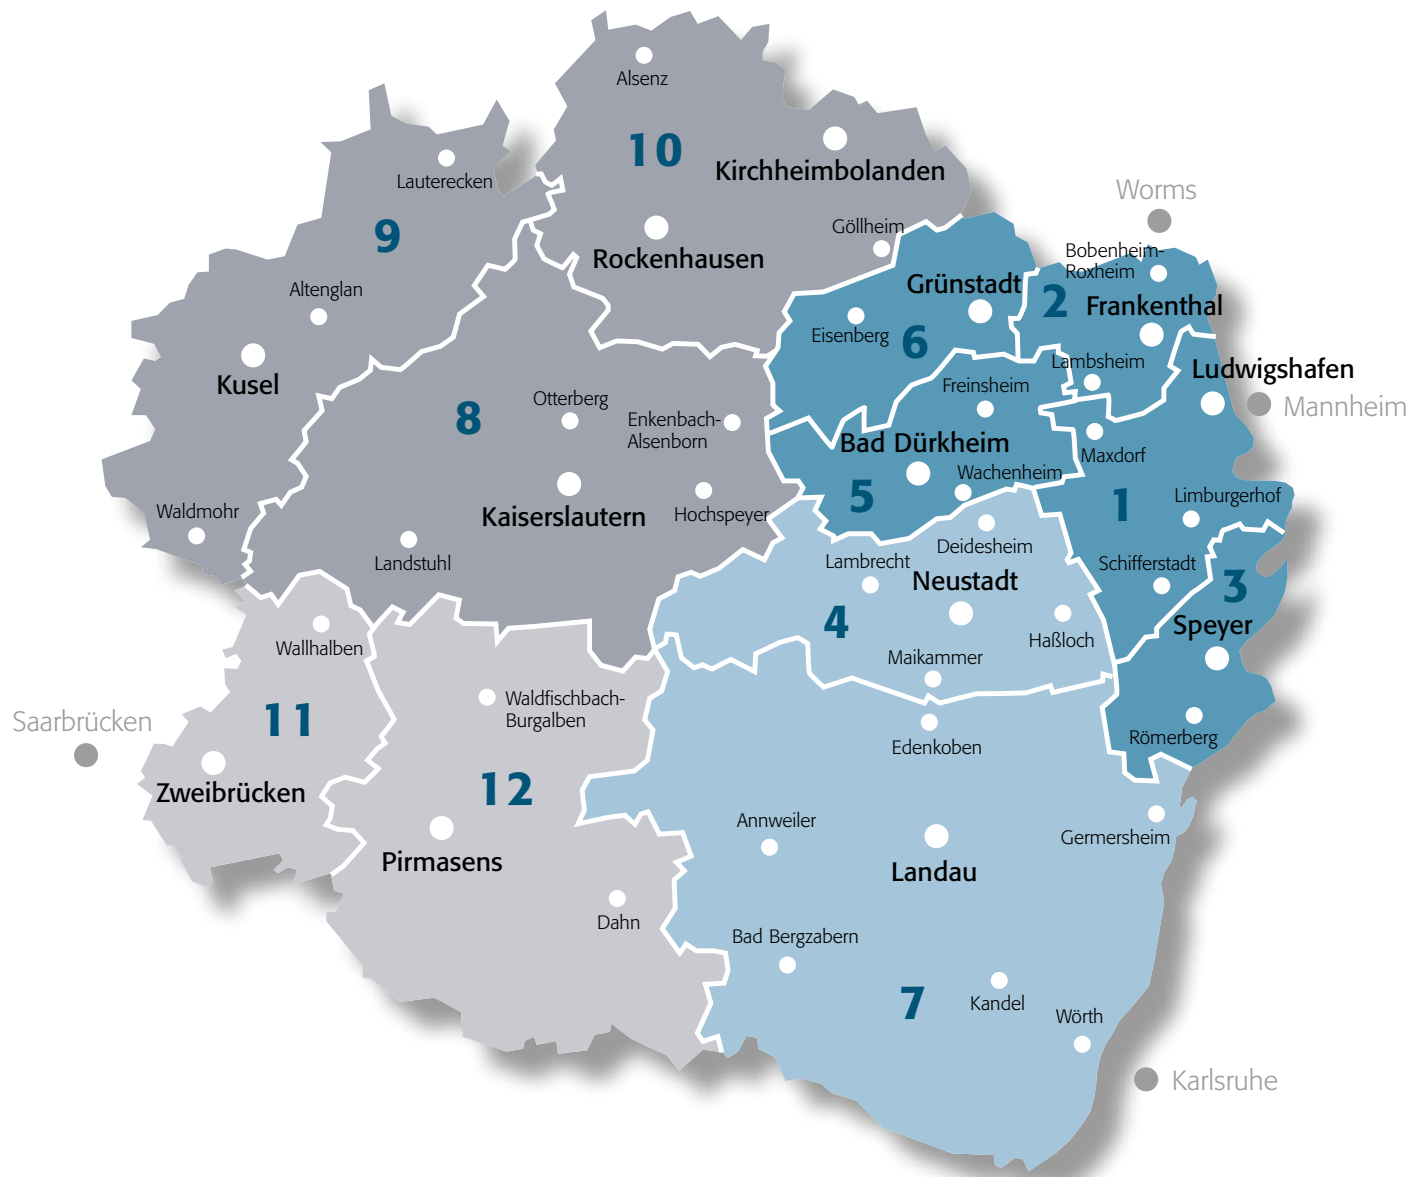 Alsenz
10
Kirchheimbolanden
Lauterecken
Worms
9
Göllheim
Rockenhausen
Bobenheim-
Roxheim
Altenglan
Grünstadt
2
Frankenthal
Eisenberg
6
Kusel
Lambsheim
Ludwigshafen
Freinsheim
Otterberg
Mannheim
8
Enkenbach-
Alsenborn
Bad Dürkheim
Maxdorf
Wachenheim
5
1
Limburgerhof
Waldmohr
Kaiserslautern
Hochspeyer
Deidesheim
Landstuhl
Lambrecht
Schifferstadt
Neustadt
3
4
Speyer
Wallhalben
Haßloch
Maikammer
Waldfischbach-
Burgalben
Saarbrücken
11
Edenkoben
Römerberg
Zweibrücken
12
Annweiler
Germersheim
Pirmasens
Landau
Dahn
Bad Bergzabern
7
Kandel
Wörth
Karlsruhe